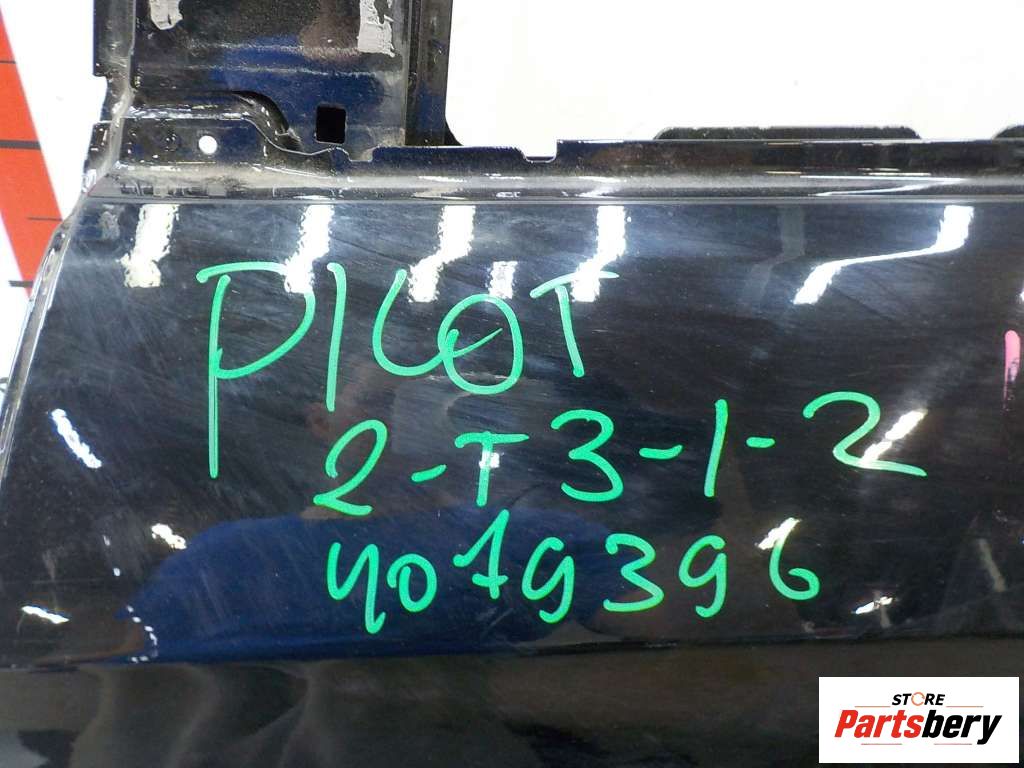 PILOT
2-T3-1-2
4079396
STORE
Partsbery